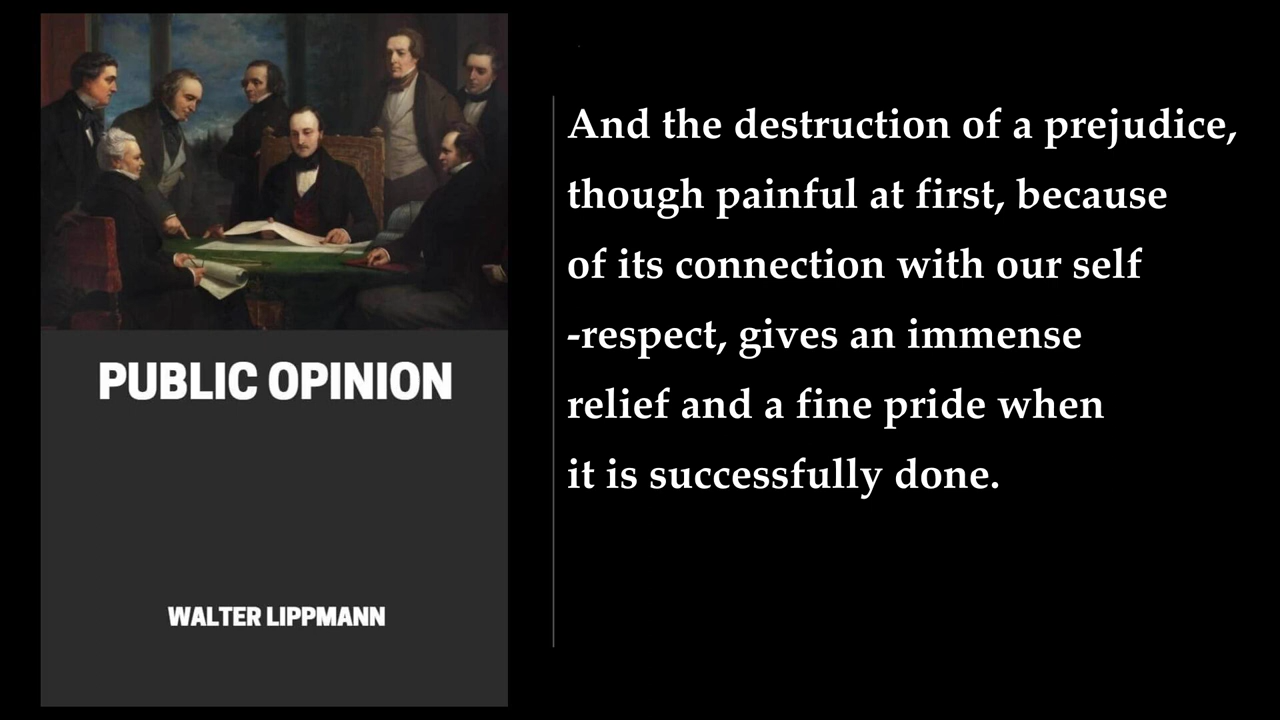 PUBLIC OPINION
WALTER LIPPMANN
And the destruction of a prejudice,
though painful at first, because
of its connection with our self
-respect, gives an immense
relief and a fine pride when
it is successfully done.